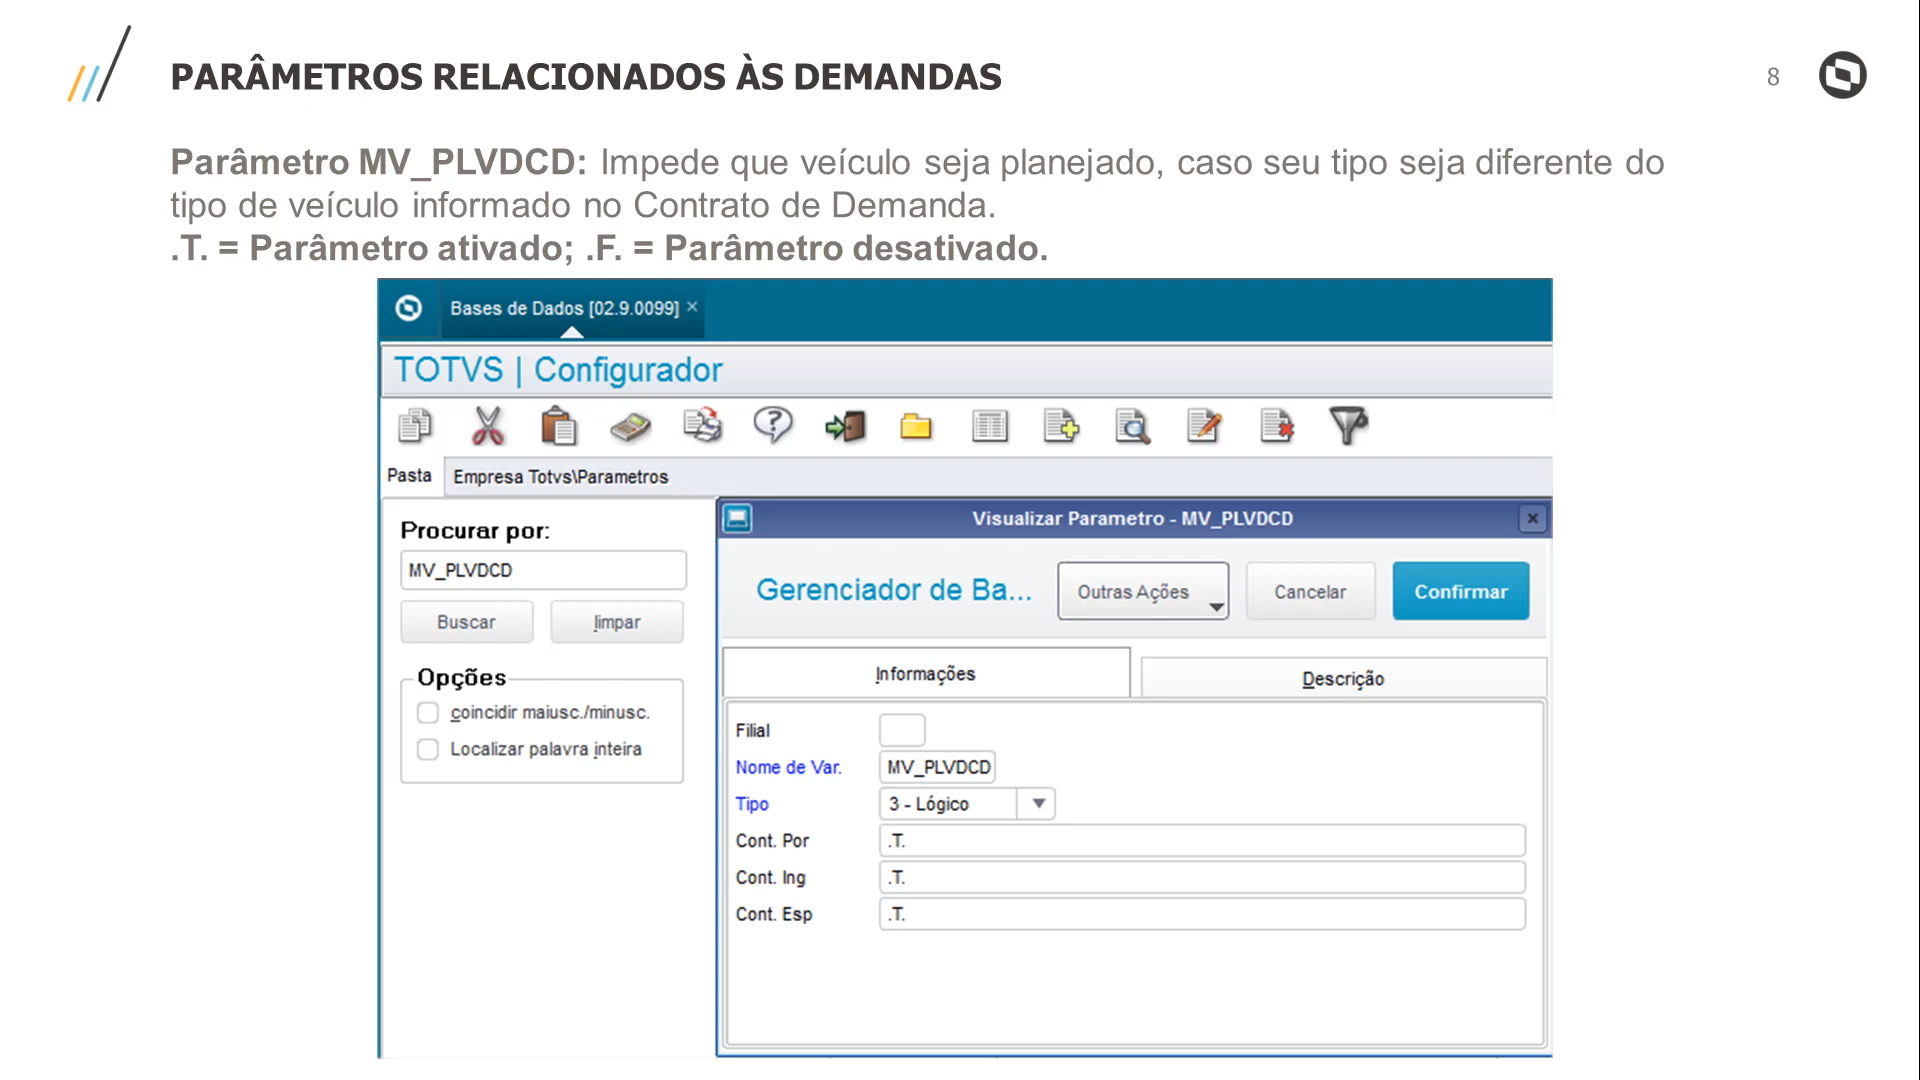 PARÂMETROS RELACIONADOS ÀS DEMANDAS
8
Parâmetro MV_PLVDCD: Impede que veículo seja planejado, caso seu tipo seja diferente do
tipo de veículo informado no Contrato de Demanda.
.T. = Parâmetro ativado; .F. = Parâmetro desativado.
Bases de Dados [02.9.0099] ×
TOTVS | Configurador
Pasta
Empresa Totvs\Parametros
Procurar por:
MV_PLVDCD
Buscar
limpar
Opções
coincidir maiusc./minusc.
Localizar palavra inteira
Visualizar Parametro - MV_PLVDCD
Gerenciador de Ba...
Outras Ações
Cancelar
Confirmar
Informações
Descrição
Filial
Nome de Var.
MV_PLVDCD
Tipo
3 - Lógico
Cont. Por
.T.
Cont. Ing
.T.
Cont. Esp
.T.